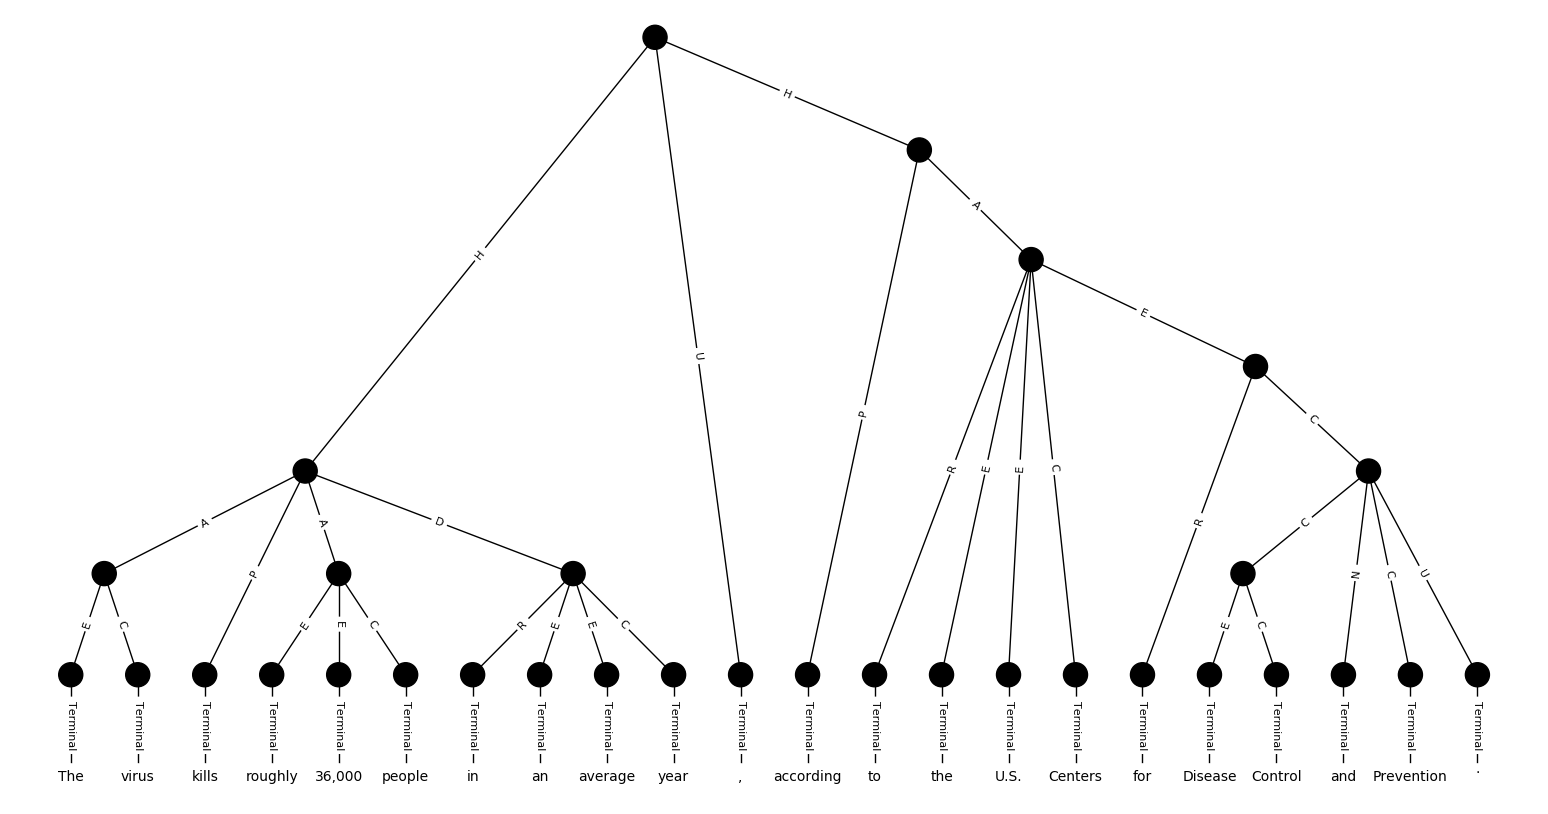 H
H
A
H
E
U
P
C
R
E
E
C
A
A
D
R
C
P
N
C
U
E
C
E
E
C
R
E
E
C
E
C
Terminal Terminal Terminal Terminal Terminal Terminal Terminal Terminal Terminal Terminal Terminal Terminal Terminal Terminal Terminal Terminal Terminal Terminal Terminal Terminal Terminal Terminal
The virus kills roughly 36,000 people in an average year , according to the U.S. Centers for Disease Control and Prevention .